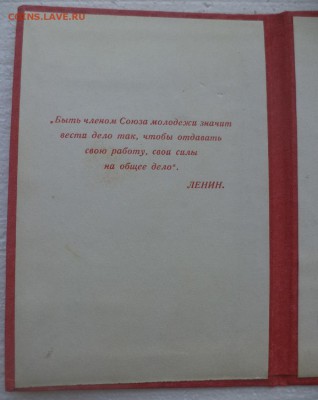 COINS.LAVE.RU
„Быть членом Союза молодежи значит
вести дело так, чтобы отдавать
свою работу, свои силы
на общее дело“.
ЛЕНИН.